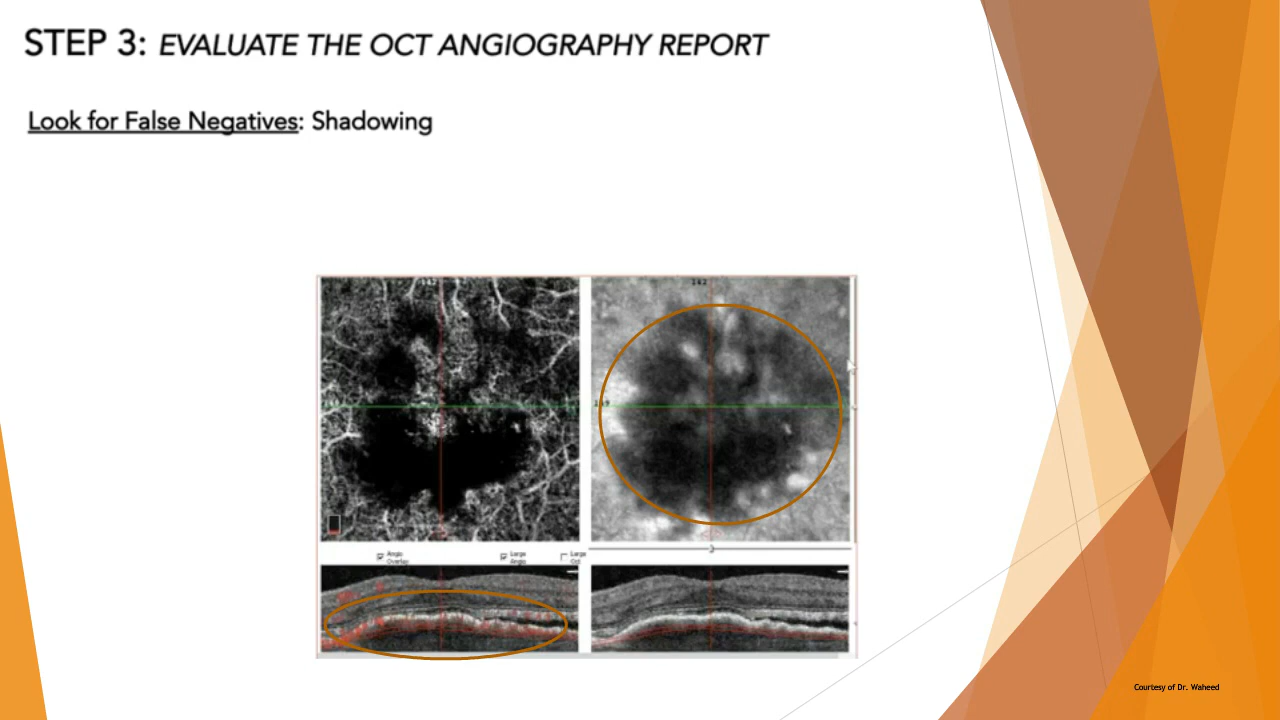 STEP 3: EVALUATE THE OCT ANGIOGRAPHY REPORT
Look for False Negatives: Shadowing
Angio
Overlap
Large
Angio
Large
Oct
Courtesy of Dr. Waheed